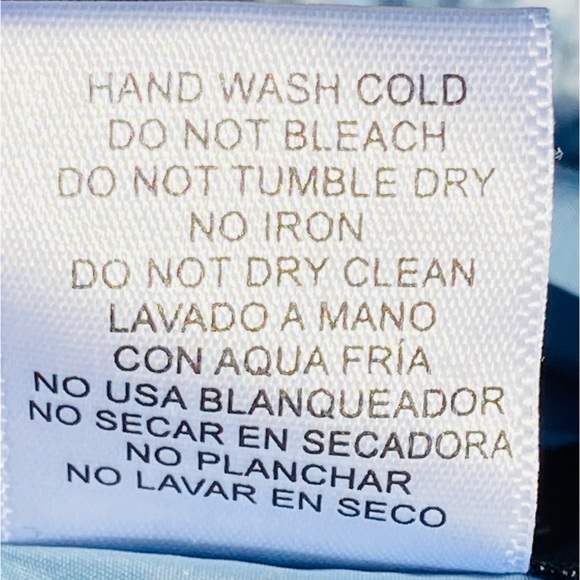 HAND WASH COLD
DO NOT BLEACH
DO NOT TUMBLE DRY
NO IRON
DO NOT DRY CLEAN
LAVADO A MANO
CON AQUA FRÍA
NO USA BLANQUEADOR
NO SECAR EN SECADORA
NO PLANCHAR
NO LAVAR EN SECO